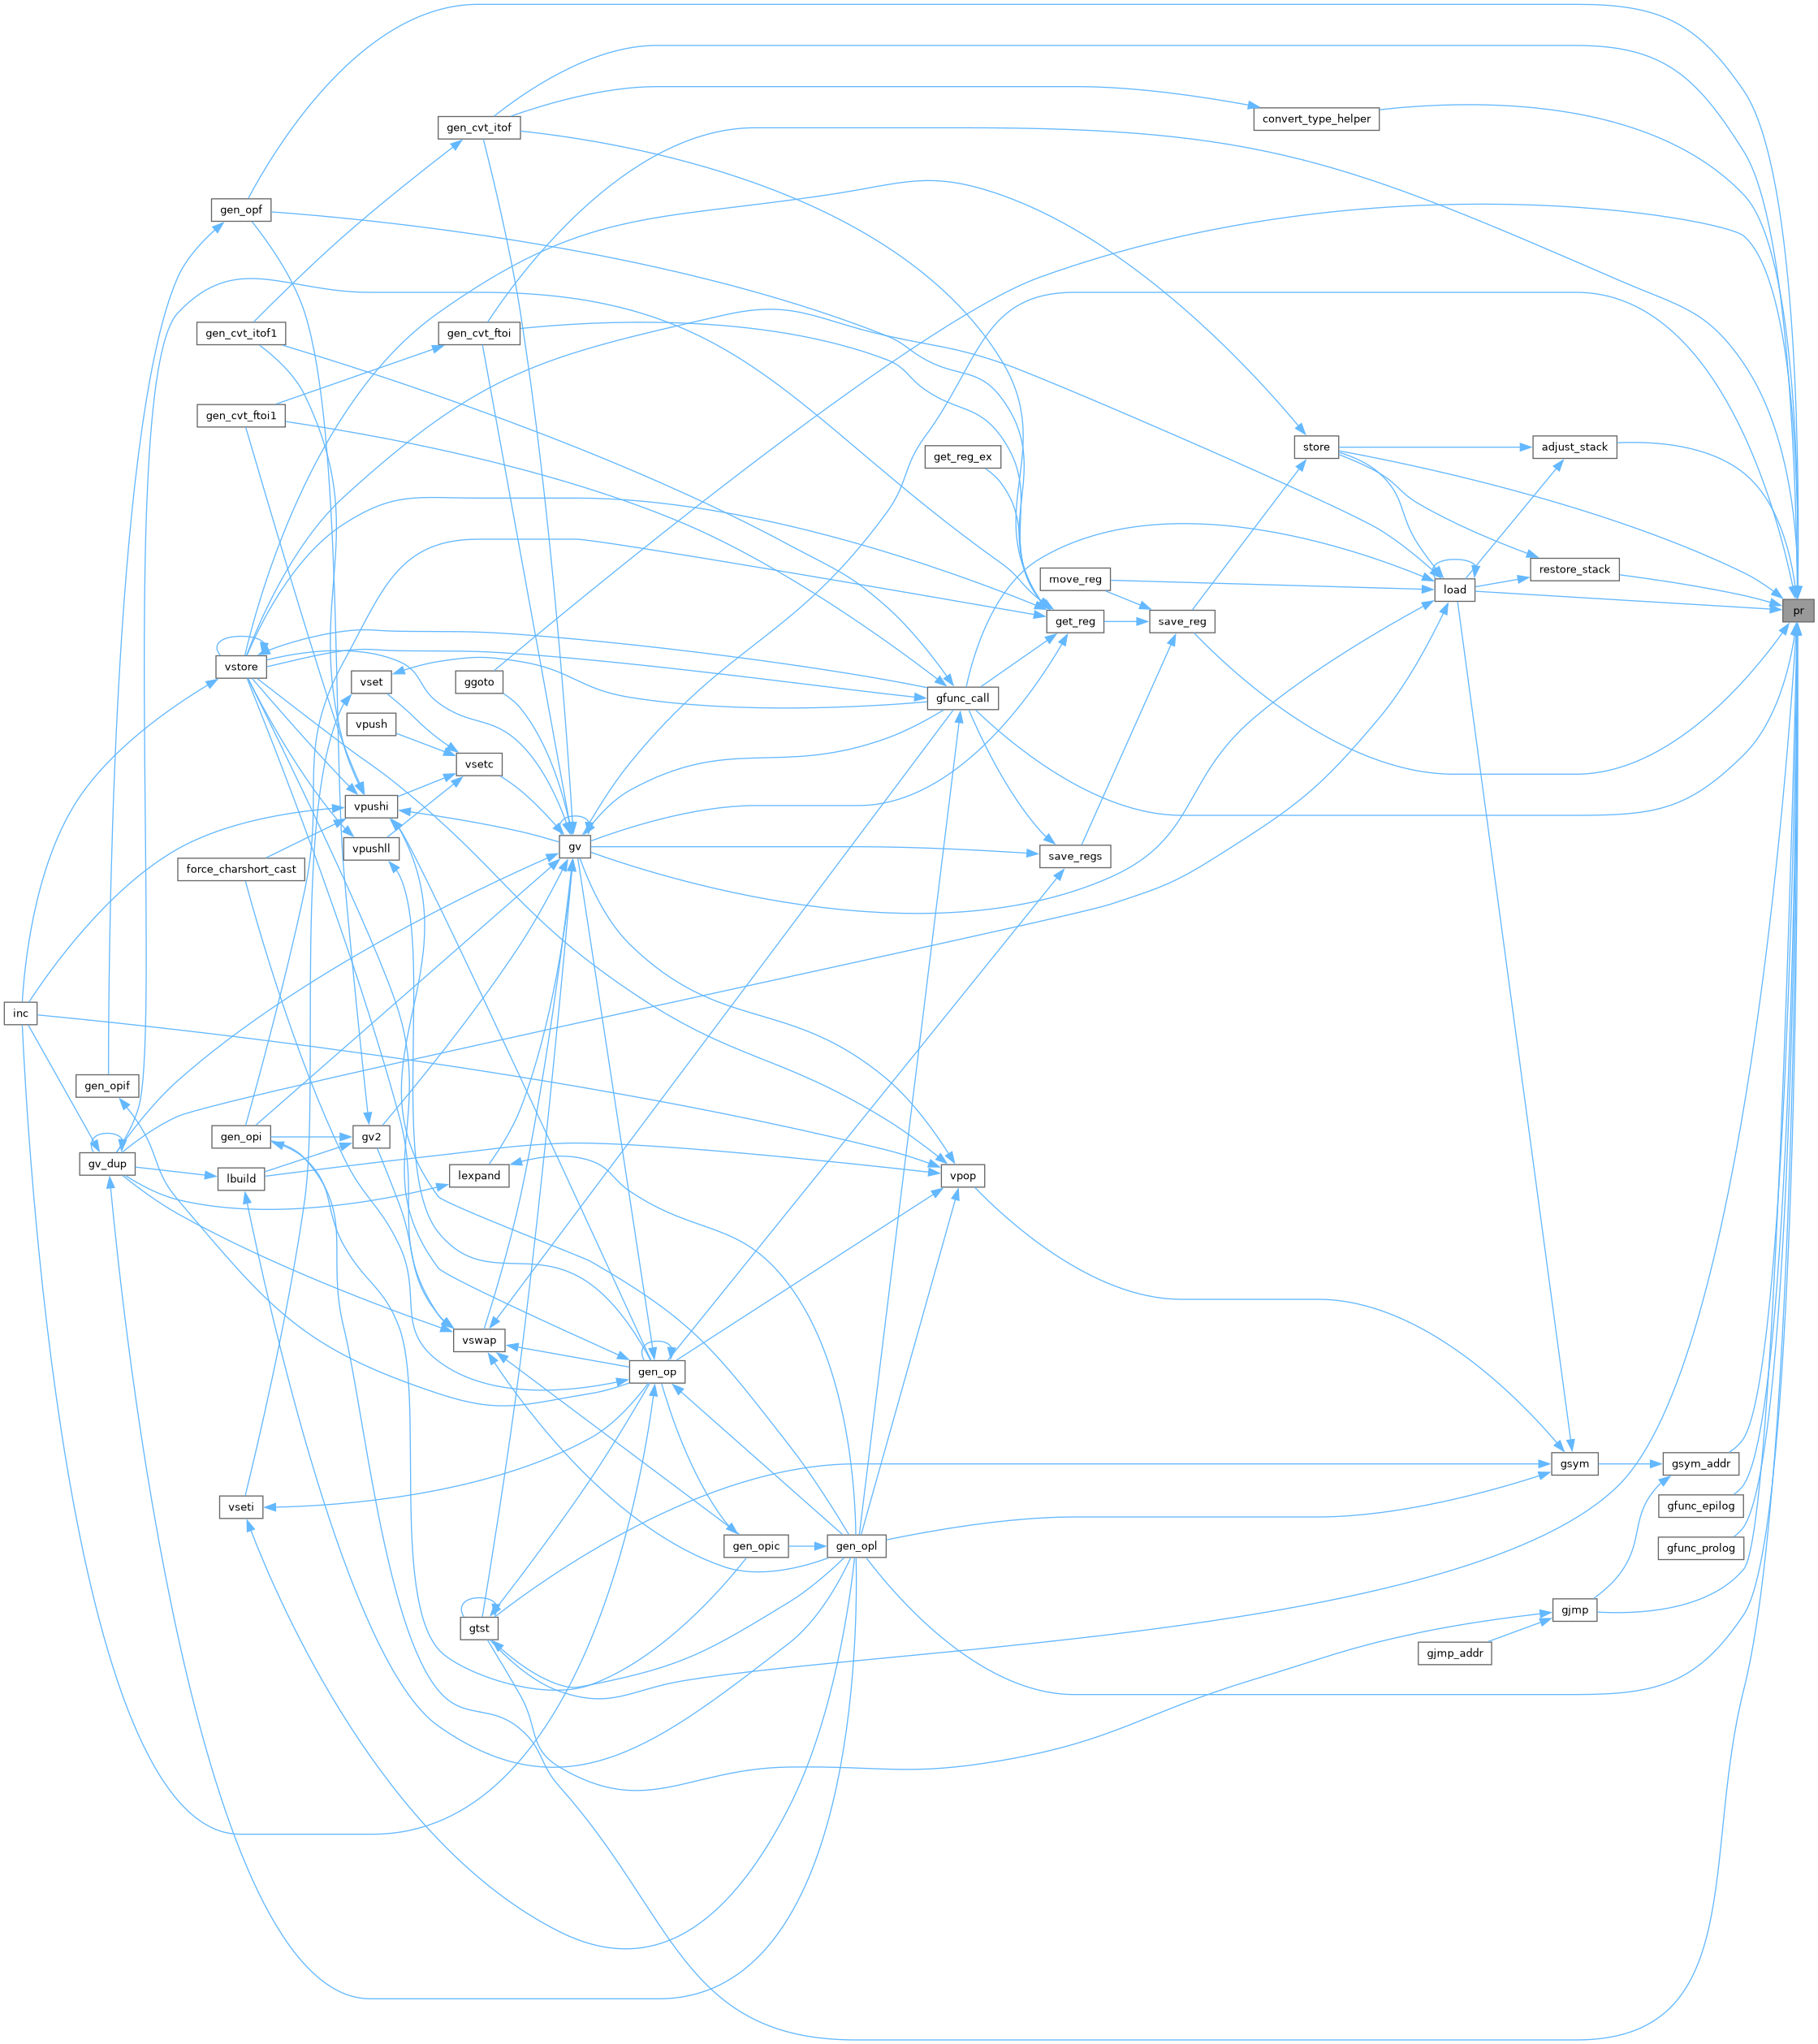 convert_type_helper
gen_cvt_itof
gen_opf
gen_cvt_itof1
gen_cvt_ftoi
gen_cvt_ftoi1
get_reg_ex
store
adjust_stack
restore_stack
move_reg
load
pr
get_reg
save_reg
vstore
vset
ggoto
gfunc_call
vpush
vsetc
vpushi
vpushll
gv
save_regs
force_charshort_cast
inc
gen_opif
gen_opi
gv2
gv_dup
lbuild
lexpand
vpop
vswap
gen_op
gsym
gsym_addr
vseti
gfunc_epilog
gen_opic
gen_opl
gfunc_prolog
gjmp
gtst
gjmp_addr